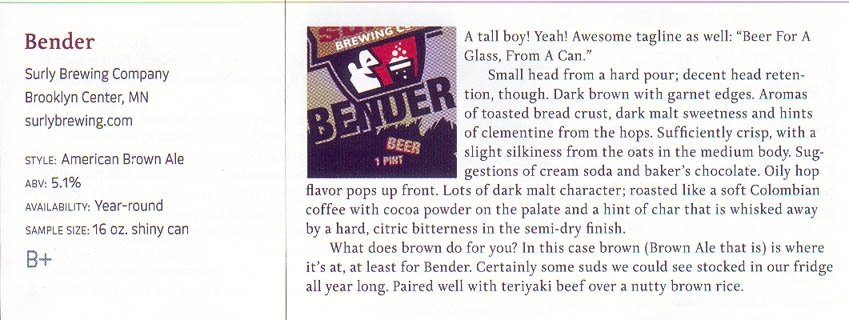 Bender
Surly Brewing Company
Brooklyn Center, MN
surlybrewing.com
STYLE: American Brown Ale
ABV: 5.1%
AVAILABILITY: Year-round
SAMPLE SIZE: 16 oz. shiny can
B+
BREWING CO.
BENDER
BEER
1 PINT
A tall boy! Yeah! Awesome tagline as well: “Beer For A
Glass, From A Can.”
Small head from a hard pour; decent head reten-
tion, though. Dark brown with garnet edges. Aromas
of toasted bread crust, dark malt sweetness and hints
of clementine from the hops. Sufficiently crisp, with a
slight silkiness from the oats in the medium body. Sug-
gestions of cream soda and baker’s chocolate. Oily hop
flavor pops up front. Lots of dark malt character; roasted like a soft Colombian
coffee with cocoa powder on the palate and a hint of char that is whisked away
by a hard, citric bitterness in the semi-dry finish.
What does brown do for you? In this case brown (Brown Ale that is) is where
it’s at, at least for Bender. Certainly some suds we could see stocked in our fridge
all year long. Paired well with teriyaki beef over a nutty brown rice.